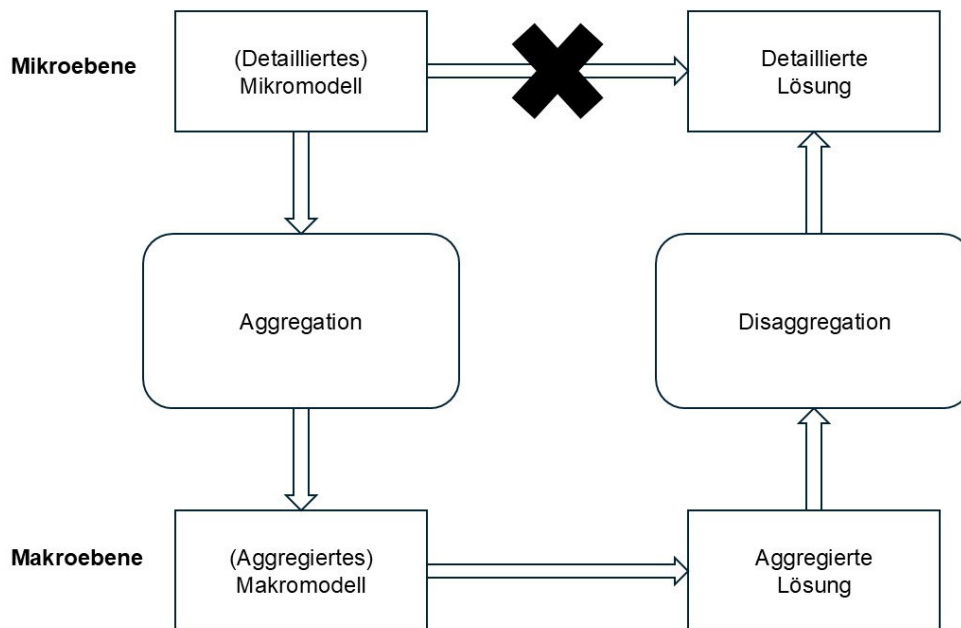 Mikroebene
(Detailliertes)
Mikromodell
Detaillierte
Lösung
Aggregation
Disaggregation
Makroebene
(Aggregiertes)
Makromodell
Aggregierte
Lösung